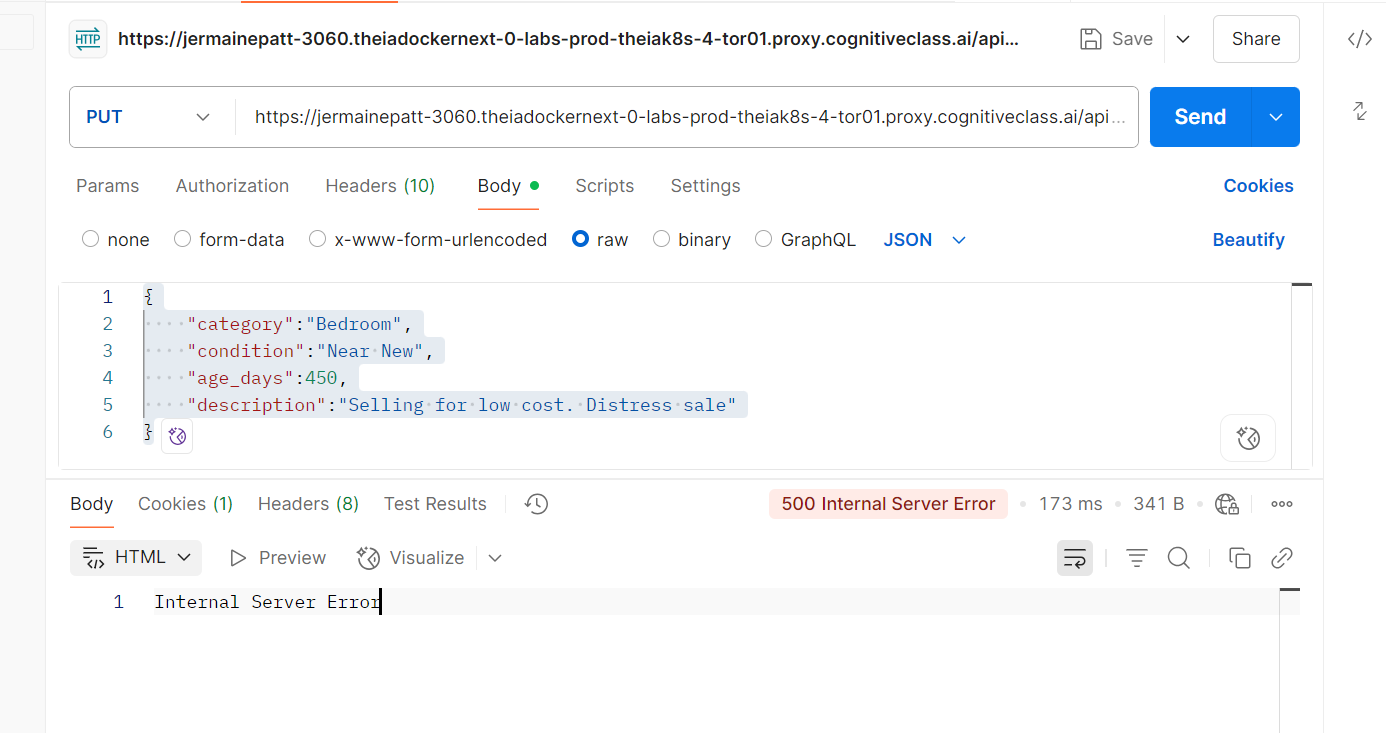 HTTP https://jermainepatt-3060.theiadockernext-0-labs-prod-theiak8s-4-tor01.proxy.cognitiveclass.ai/api... Save Share
PUT https://jermainepatt-3060.theiadockernext-0-labs-prod-theiak8s-4-tor01.proxy.cognitiveclass.ai/api... Send
Params Authorization Headers (10) Body Scripts Settings Cookies
none form-data x-www-form-urlencoded raw binary GraphQL JSON Beautify
1 {
2 "category":"Bedroom",
3 "condition":"Near New",
4 "age_days":450,
5 "description":"Selling for low cost. Distress sale"
6 }
Body Cookies (1) Headers (8) Test Results 500 Internal Server Error 173 ms 341 B
HTML Preview Visualize
1 Internal Server Error